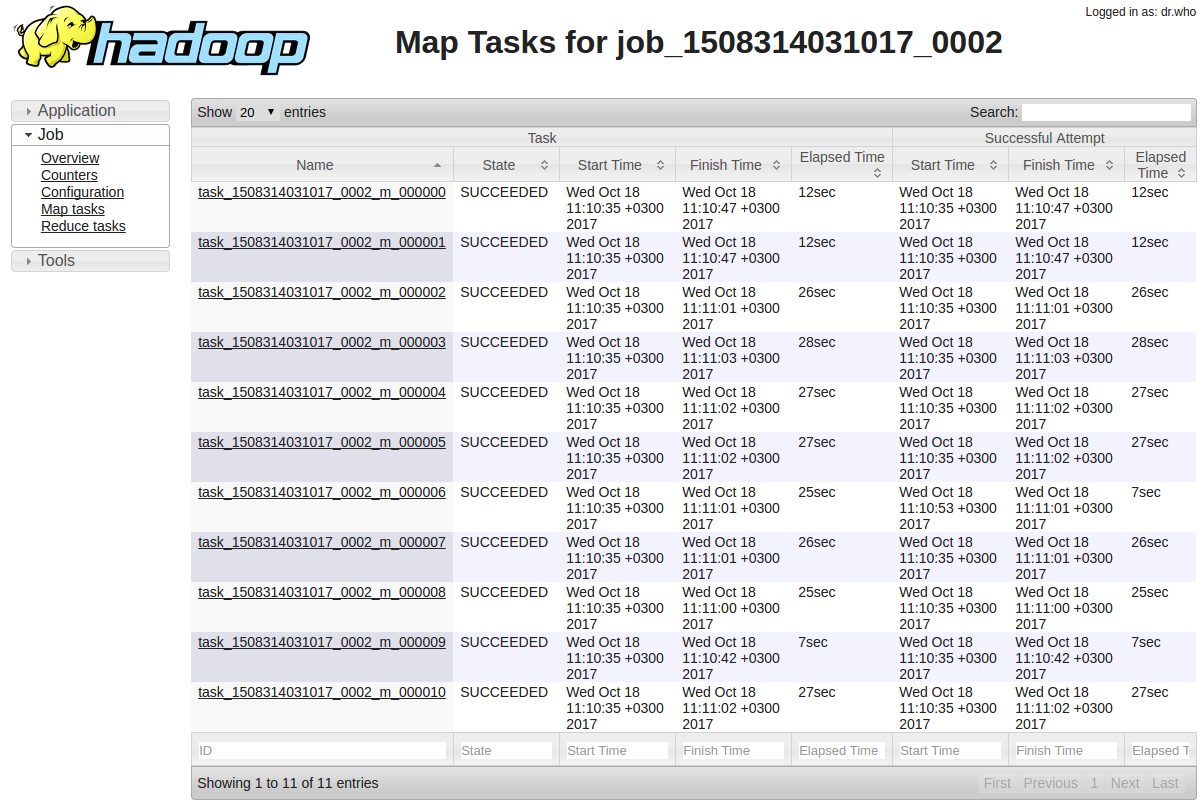 Logged in as: dr.who
hadoop
Map Tasks for job_1508314031017_0002
Application
Job
Overview
Counters
Configuration
Map tasks
Reduce tasks
Tools
Show 20 entries Search:
Task Successful Attempt
Name State Start Time Finish Time Elapsed Time Start Time Finish Time Elapsed
Time
task_1508314031017_0002_m_000000 SUCCEEDED Wed Oct 18 Wed Oct 18 12sec Wed Oct 18 Wed Oct 18 12sec
11:10:35 +0300 11:10:47 +0300 11:10:35 +0300 11:10:47 +0300
2017 2017 2017 2017
task_1508314031017_0002_m_000001 SUCCEEDED Wed Oct 18 Wed Oct 18 12sec Wed Oct 18 Wed Oct 18 12sec
11:10:35 +0300 11:10:47 +0300 11:10:35 +0300 11:10:47 +0300
2017 2017 2017 2017
task_1508314031017_0002_m_000002 SUCCEEDED Wed Oct 18 Wed Oct 18 26sec Wed Oct 18 Wed Oct 18 26sec
11:10:35 +0300 11:11:01 +0300 11:10:35 +0300 11:11:01 +0300
2017 2017 2017 2017
task_1508314031017_0002_m_000003 SUCCEEDED Wed Oct 18 Wed Oct 18 28sec Wed Oct 18 Wed Oct 18 28sec
11:10:35 +0300 11:11:03 +0300 11:10:35 +0300 11:11:03 +0300
2017 2017 2017 2017
task_1508314031017_0002_m_000004 SUCCEEDED Wed Oct 18 Wed Oct 18 27sec Wed Oct 18 Wed Oct 18 27sec
11:10:35 +0300 11:11:02 +0300 11:10:35 +0300 11:11:02 +0300
2017 2017 2017 2017
task_1508314031017_0002_m_000005 SUCCEEDED Wed Oct 18 Wed Oct 18 27sec Wed Oct 18 Wed Oct 18 27sec
11:10:35 +0300 11:11:02 +0300 11:10:35 +0300 11:11:02 +0300
2017 2017 2017 2017
task_1508314031017_0002_m_000006 SUCCEEDED Wed Oct 18 Wed Oct 18 25sec Wed Oct 18 Wed Oct 18 7sec
11:10:35 +0300 11:11:01 +0300 11:10:53 +0300 11:11:01 +0300
2017 2017 2017 2017
task_1508314031017_0002_m_000007 SUCCEEDED Wed Oct 18 Wed Oct 18 26sec Wed Oct 18 Wed Oct 18 26sec
11:10:35 +0300 11:11:01 +0300 11:10:35 +0300 11:11:01 +0300
2017 2017 2017 2017
task_1508314031017_0002_m_000008 SUCCEEDED Wed Oct 18 Wed Oct 18 25sec Wed Oct 18 Wed Oct 18 25sec
11:10:35 +0300 11:11:00 +0300 11:10:35 +0300 11:11:00 +0300
2017 2017 2017 2017
task_1508314031017_0002_m_000009 SUCCEEDED Wed Oct 18 Wed Oct 18 7sec Wed Oct 18 Wed Oct 18 7sec
11:10:35 +0300 11:10:42 +0300 11:10:35 +0300 11:10:42 +0300
2017 2017 2017 2017
task_1508314031017_0002_m_000010 SUCCEEDED Wed Oct 18 Wed Oct 18 27sec Wed Oct 18 Wed Oct 18 27sec
11:10:35 +0300 11:11:02 +0300 11:10:35 +0300 11:11:02 +0300
2017 2017 2017 2017
ID State Start Time Finish Time Elapsed Time Start Time Finish Time Elapsed T
Showing 1 to 11 of 11 entries First Previous 1 Next Last